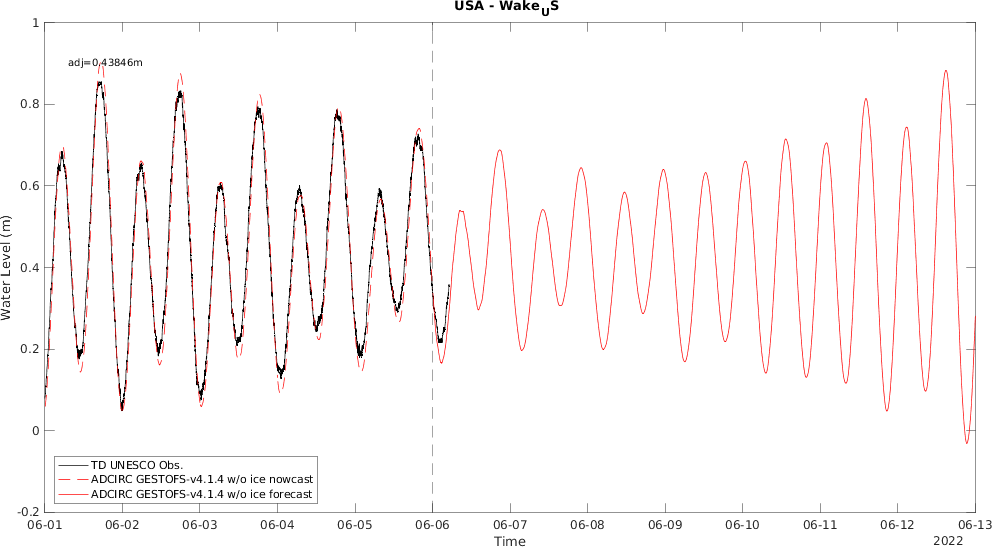 USA - Wake_US
adj=0.43846m
Water Level (m)
1
0.8
0.6
0.4
0.2
0
-0.2
TD UNESCO Obs.
ADCIRC GESTOFS-v4.1.4 w/o ice nowcast
ADCIRC GESTOFS-v4.1.4 w/o ice forecast
06-01 06-02 06-03 06-04 06-05 06-06 06-07 06-08 06-09 06-10 06-11 06-12 06-13
Time
2022